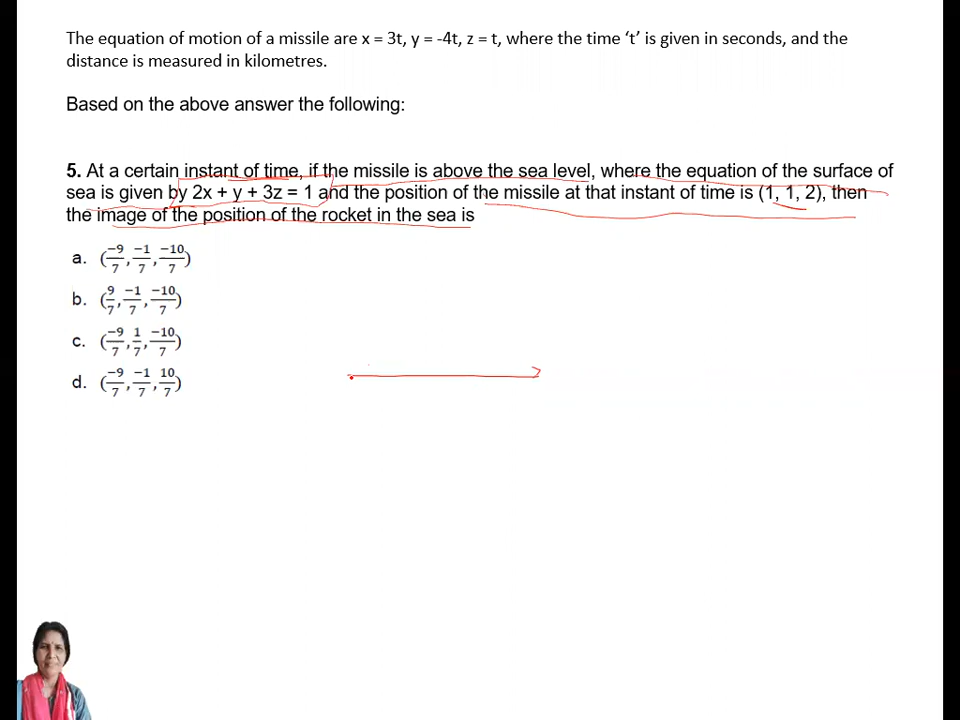 The equation of motion of a missile are x = 3t, y = -4t, z = t, where the time ‘t’ is given in seconds, and the
distance is measured in kilometres.
Based on the above answer the following:
5. At a certain instant of time, if the missile is above the sea level, where the equation of the surface of
sea is given by 2x + y + 3z = 1 and the position of the missile at that instant of time is (1, 1, 2), then
the image of the position of the rocket in the sea is
a. (-9/7, -1/7, -10/7)
b. (9/7, -1/7, -10/7)
c. (-9/7, 1/7, -10/7)
d. (-9/7, -1/7, 10/7)